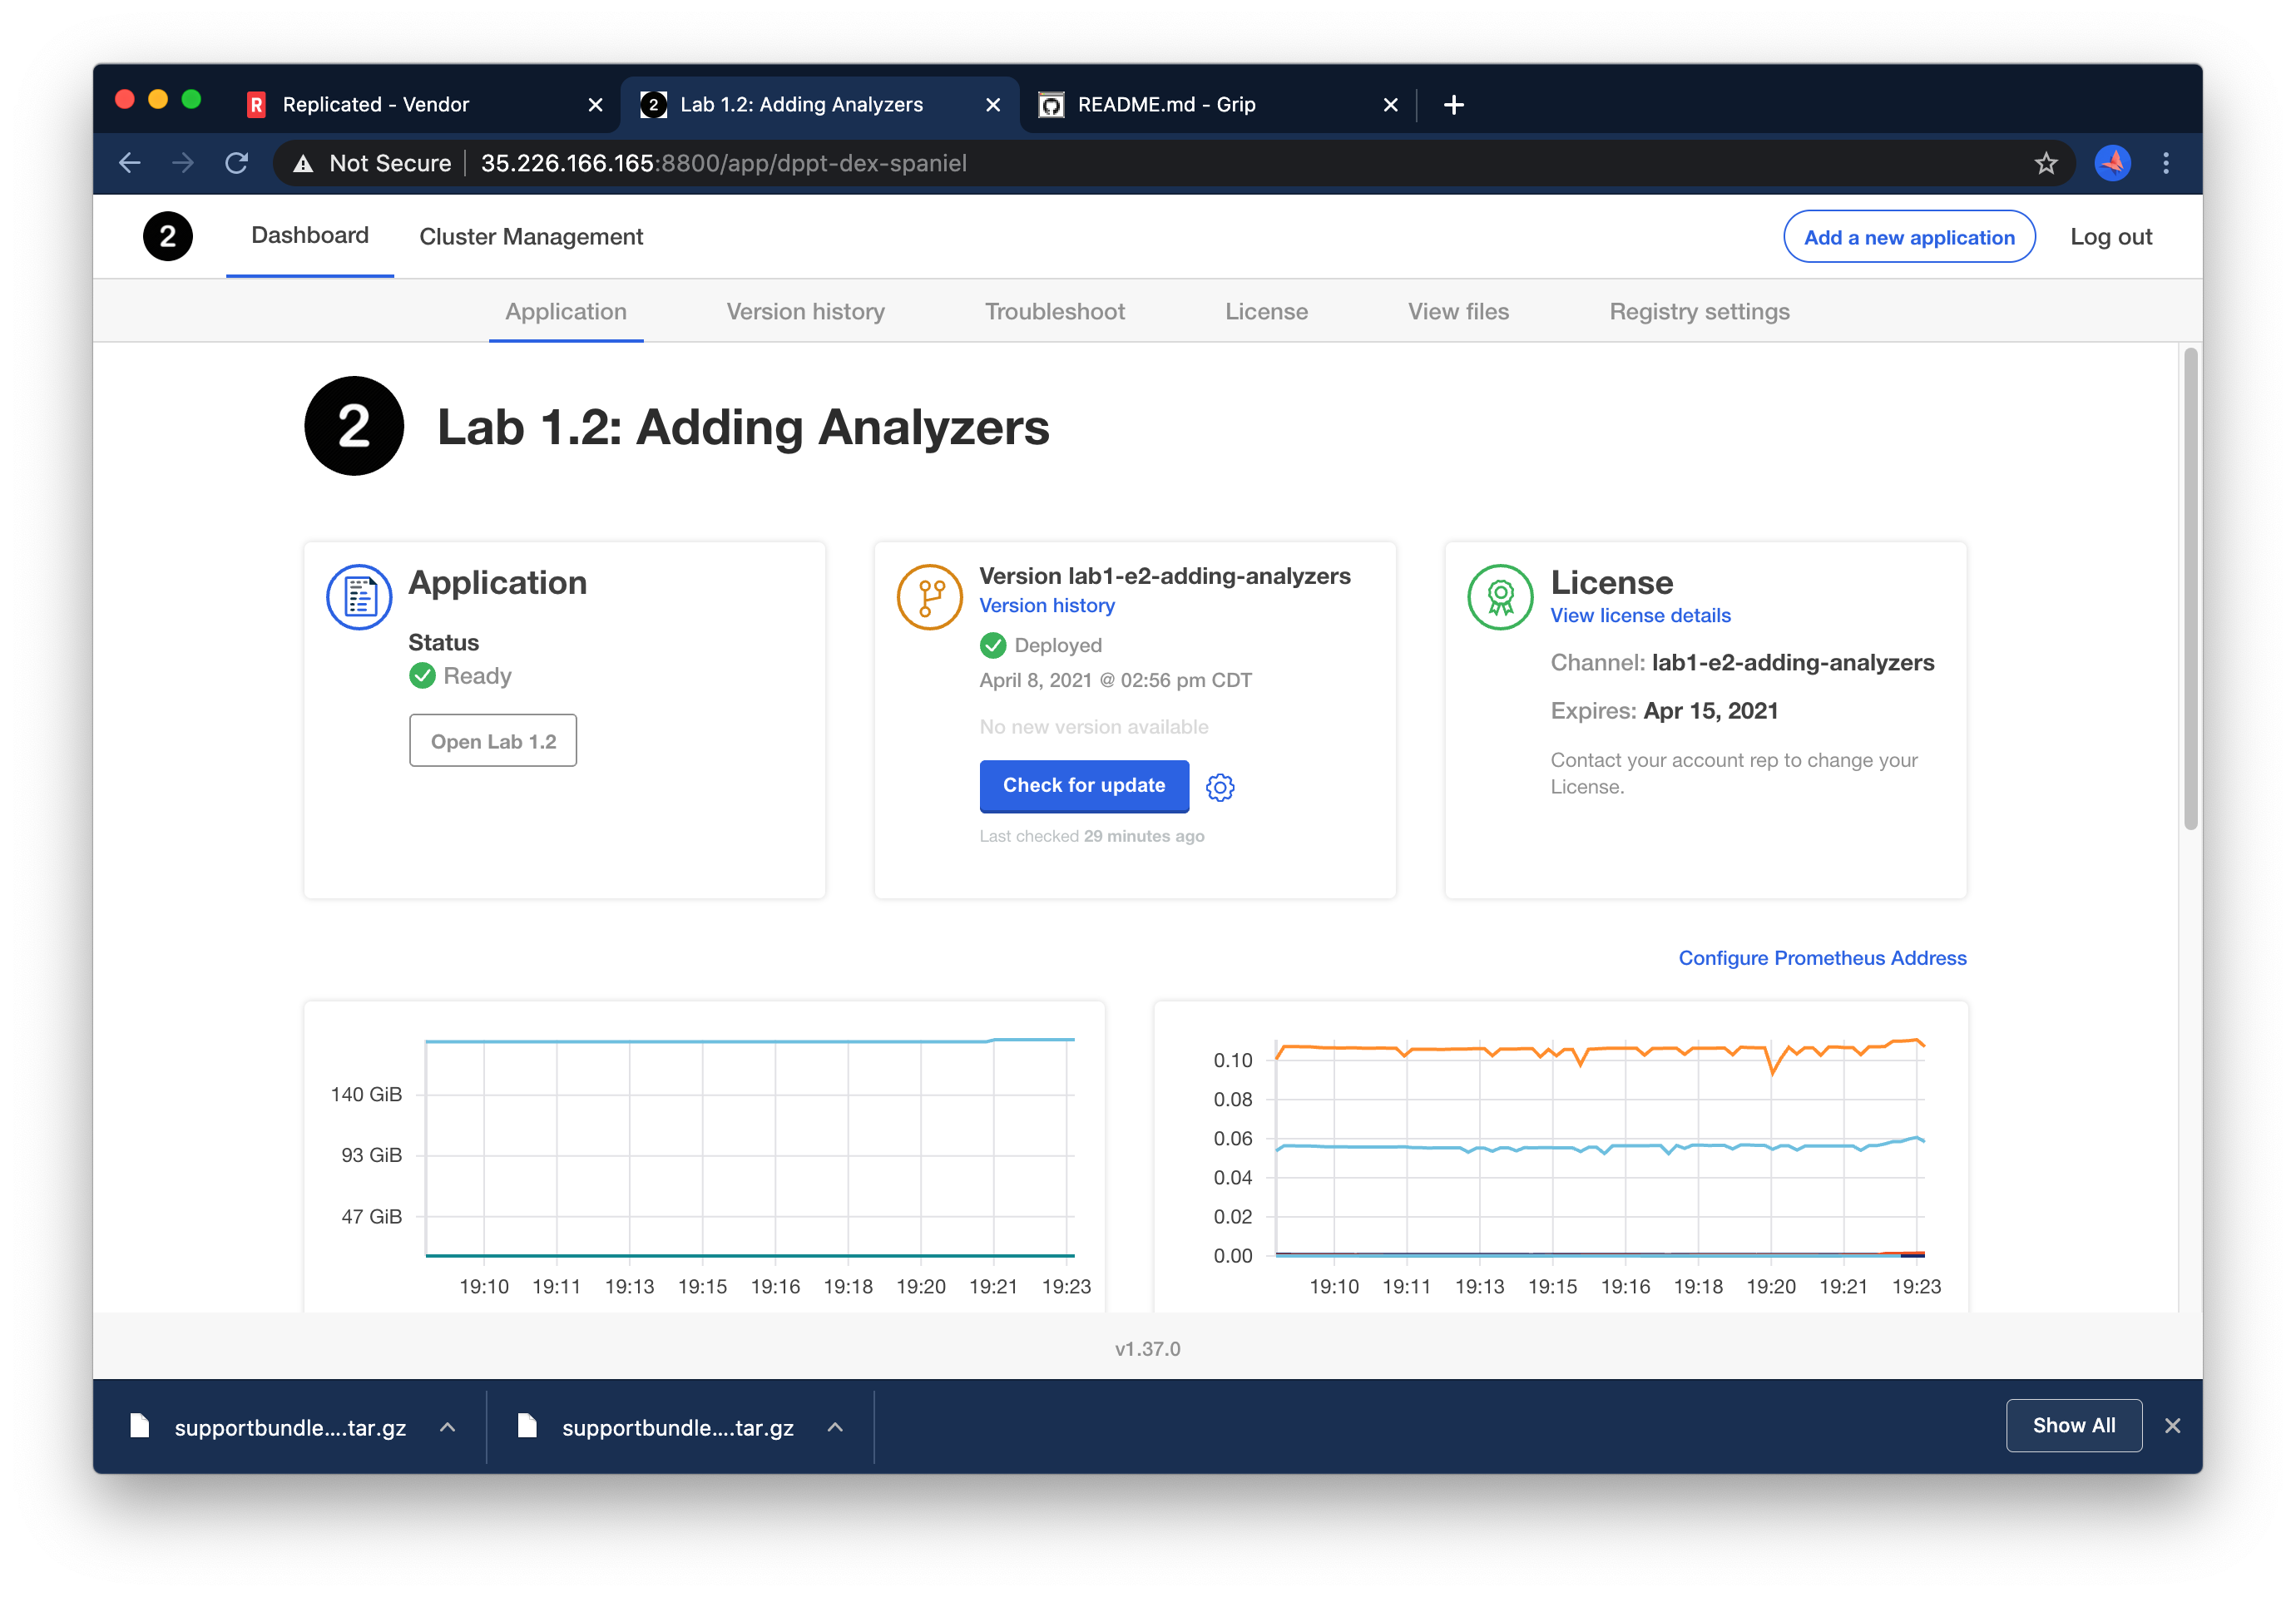 R Replicated - Vendor
2 Lab 1.2: Adding Analyzers
README.md - Grip
Not Secure 35.226.166.165:8800/app/dppt-dex-spaniel
2 Dashboard Cluster Management Add a new application Log out
Application Version history Troubleshoot License View files Registry settings
2 Lab 1.2: Adding Analyzers
Application
Status
Ready
Open Lab 1.2
Version lab1-e2-adding-analyzers
Version history
Deployed
April 8, 2021 @ 02:56 pm CDT
No new version available
Check for update
Last checked 29 minutes ago
License
View license details
Channel: lab1-e2-adding-analyzers
Expires: Apr 15, 2021
Contact your account rep to change your
License.
Configure Prometheus Address
140 GiB
93 GiB
47 GiB
19:10 19:11 19:13 19:15 19:16 19:18 19:20 19:21 19:23
0.10
0.08
0.06
0.04
0.02
0.00
19:10 19:11 19:13 19:15 19:16 19:18 19:20 19:21 19:23
v1.37.0
supportbundle....tar.gz supportbundle....tar.gz Show All